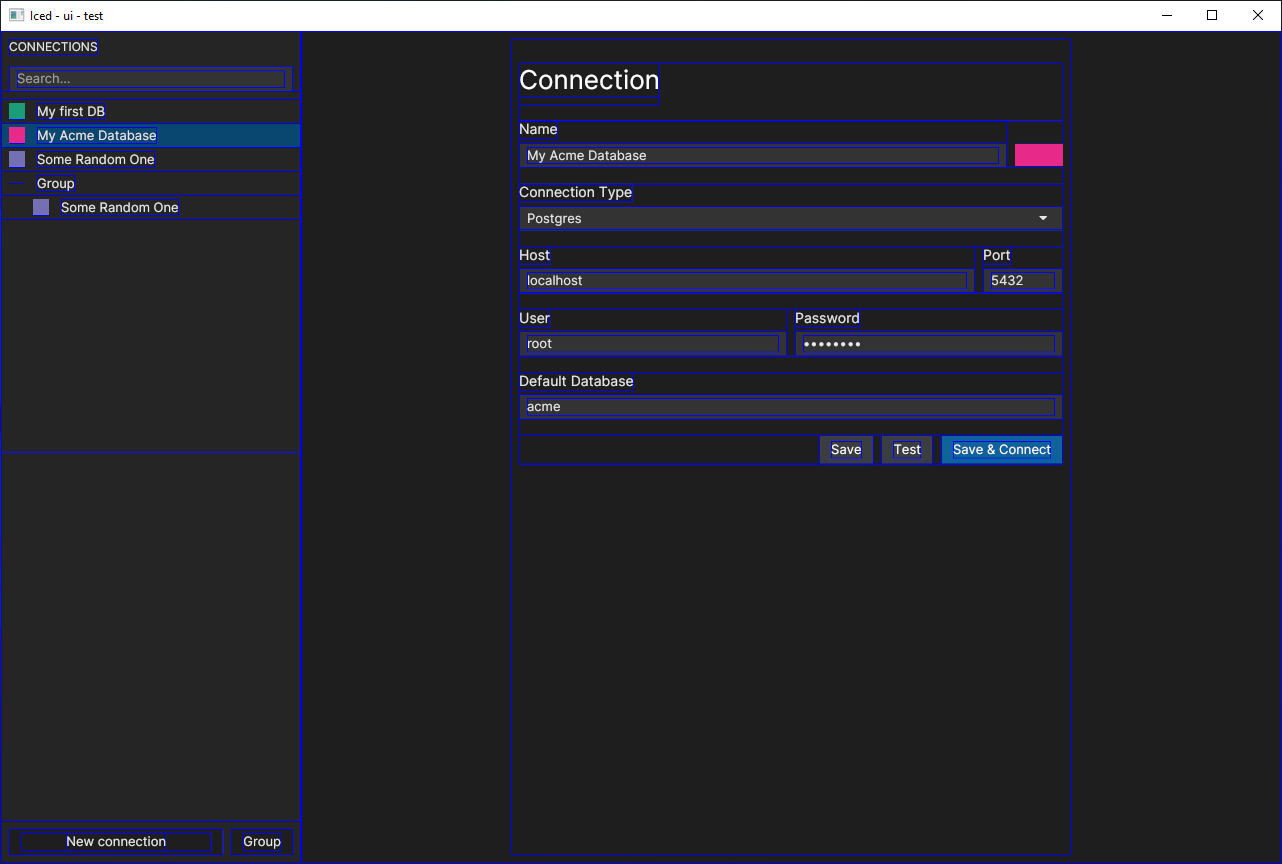 Iced - ui - test
CONNECTIONS
Search...
My first DB
My Acme Database
Some Random One
Group
Some Random One
New connection
Group
Connection
Name
My Acme Database
Connection Type
Postgres
Host
Port
localhost
5432
User
Password
root
••••••••
Default Database
acme
Save
Test
Save & Connect